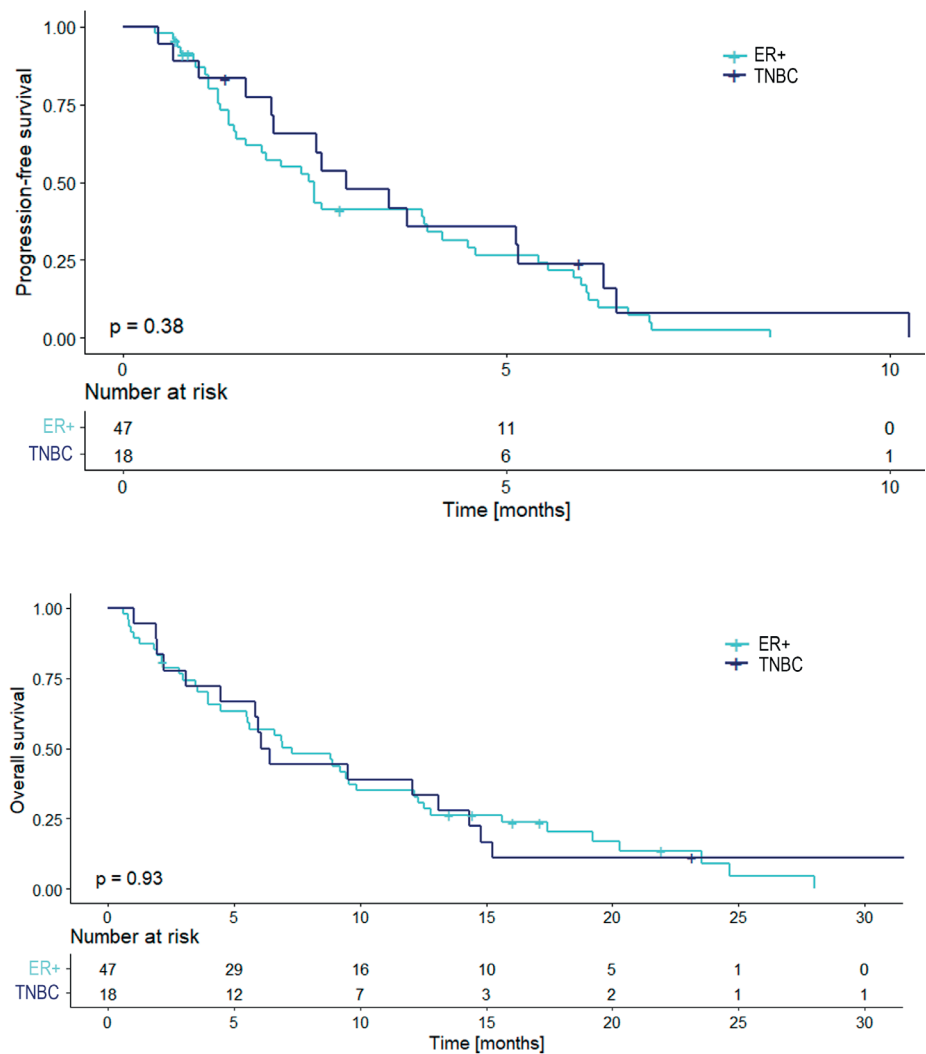 Progression-free survival
1.00
0.75
0.50
0.25
0.00
ER+
TNBC
p = 0.38
0 5 10
Number at risk
ER+ 47 11 0
TNBC 18 6 1
0 5 10
Time [months]
Overall survival
1.00
0.75
0.50
0.25
0.00
ER+
TNBC
p = 0.93
0 5 10 15 20 25 30
Number at risk
ER+ 47 29 16 10 5 1 0
TNBC 18 12 7 3 2 1 1
0 5 10 15 20 25 30
Time [months]